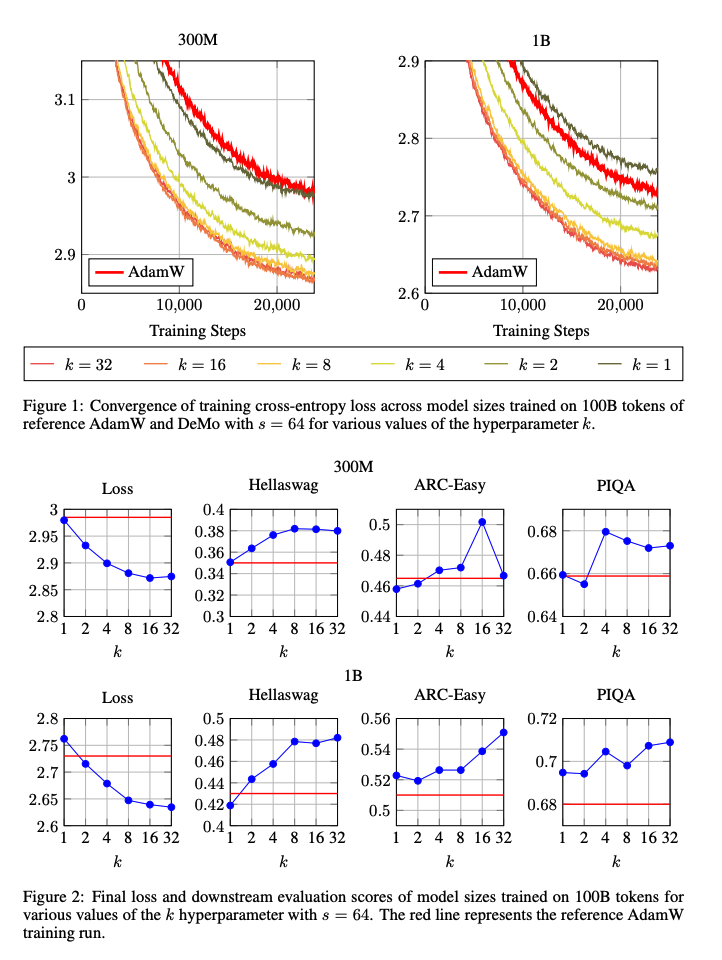 300M
1B
3.1
3
2.9
AdamW
0
10,000
20,000
Training Steps
2.9
2.8
2.7
2.6
AdamW
0
10,000
20,000
Training Steps
k = 32
k = 16
k = 8
k = 4
k = 2
k = 1
Figure 1: Convergence of training cross-entropy loss across model sizes trained on 100B tokens of
reference AdamW and DeMo with s = 64 for various values of the hyperparameter k.
300M
Loss
3
2.95
2.9
2.85
2.8
1 2 4 8 16 32
k
Hellaswag
0.4
0.38
0.36
0.34
0.32
0.3
1 2 4 8 16 32
k
ARC-Easy
0.5
0.48
0.46
0.44
1 2 4 8 16 32
k
PIQA
0.68
0.66
0.64
1 2 4 8 16 32
k
1B
Loss
2.8
2.75
2.7
2.65
2.6
1 2 4 8 16 32
k
Hellaswag
0.5
0.48
0.46
0.44
0.42
0.4
1 2 4 8 16 32
k
ARC-Easy
0.56
0.54
0.52
0.5
1 2 4 8 16 32
k
PIQA
0.72
0.7
0.68
1 2 4 8 16 32
k
Figure 2: Final loss and downstream evaluation scores of model sizes trained on 100B tokens for
various values of the k hyperparameter with s = 64. The red line represents the reference AdamW
training run.